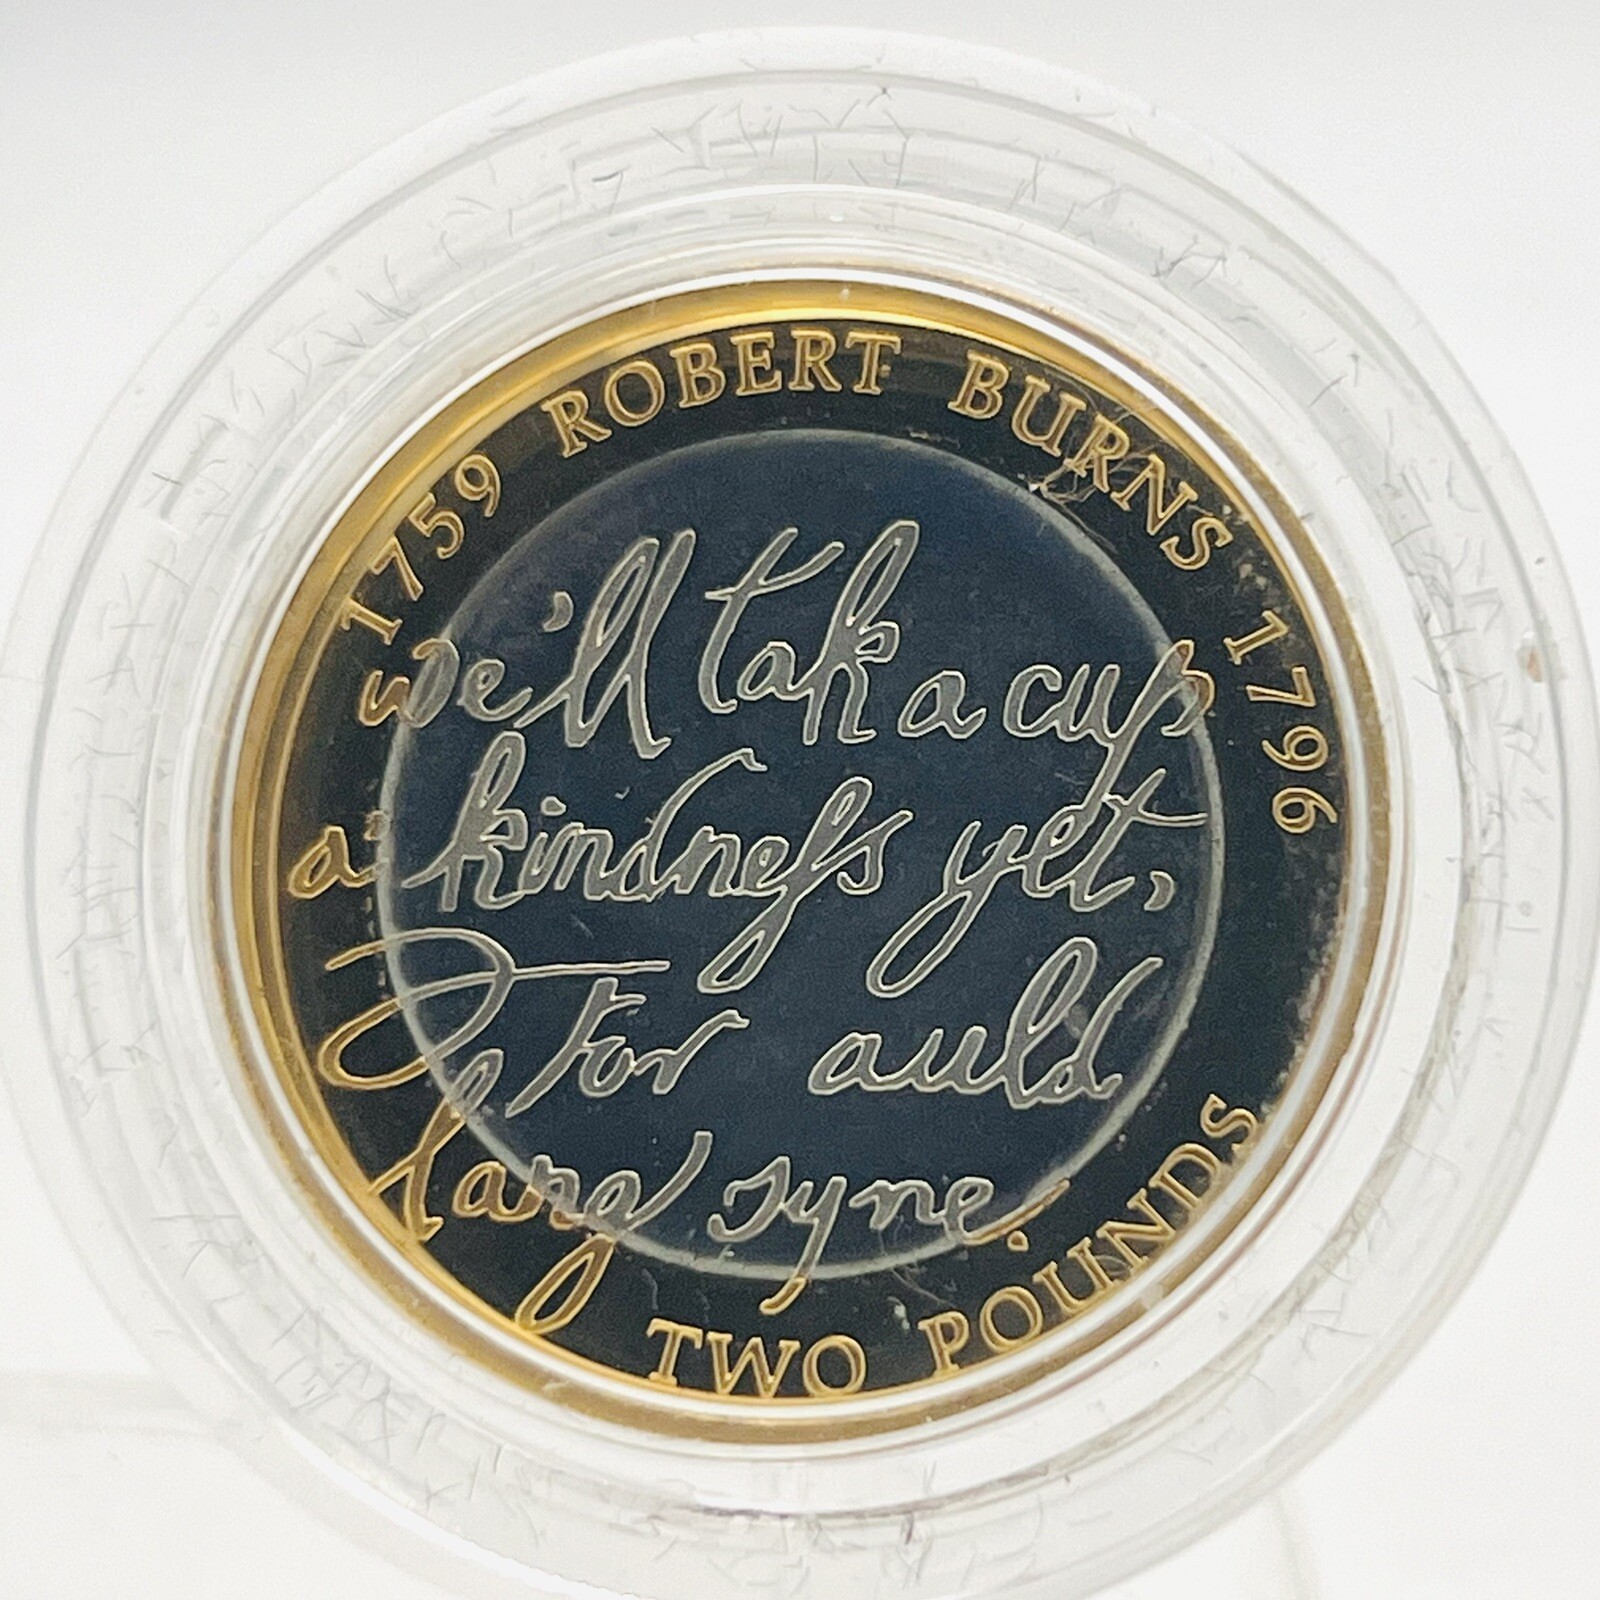 1759 ROBERT BURNS 1796
we'll tak a cup
a' kindneſs yet,
For auld
lang syne.
TWO POUNDS